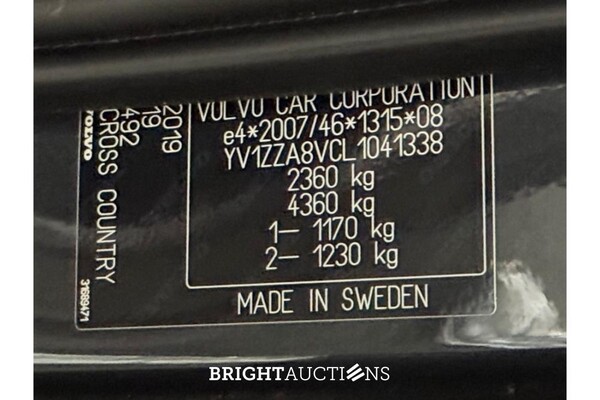 VOLVO CAR CORPORATION
e4*2007/46*1315*08
YV1ZZA8VCL1041338
2360 kg
4360 kg
1- 1170 kg
2- 1230 kg
MADE IN SWEDEN
2019
19
492
CROSS COUNTRY
VOLVO
31689471
BRIGHTAUCTIONS